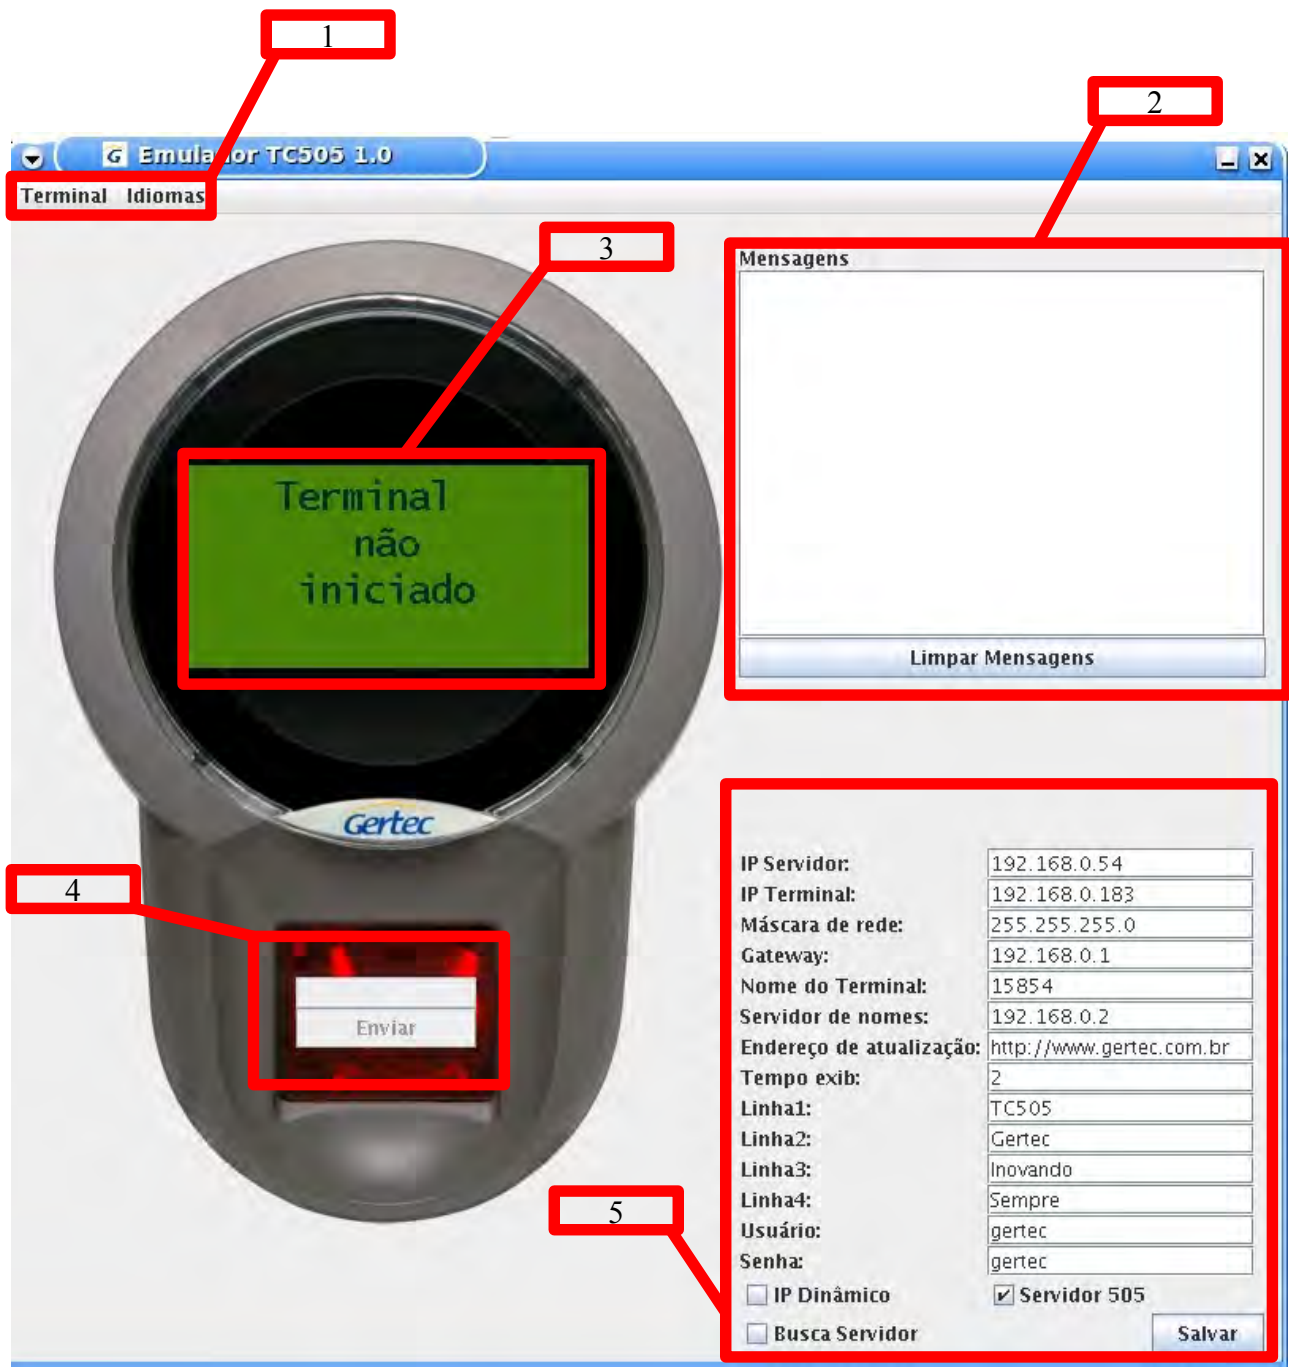 1
2
Emulador TC505 1.0
Terminal Idiomas
3
Mensagens
Terminal
não
iniciado
Limpar Mensagens
Gertec
4
Enviar
IP Servidor: 192.168.0.54
IP Terminal: 192.168.0.183
Máscara de rede: 255.255.255.0
Gateway: 192.168.0.1
Nome do Terminal: 15854
Servidor de nomes: 192.168.0.2
Endereço de atualização: http://www.gertec.com.br
Tempo exib: 2
Linha1: TC505
Linha2: Gertec
Linha3: Inovando
Linha4: Sempre
5
Usuário: gertec
Senha: gertec
IP Dinâmico Servidor 505
Busca Servidor Salvar